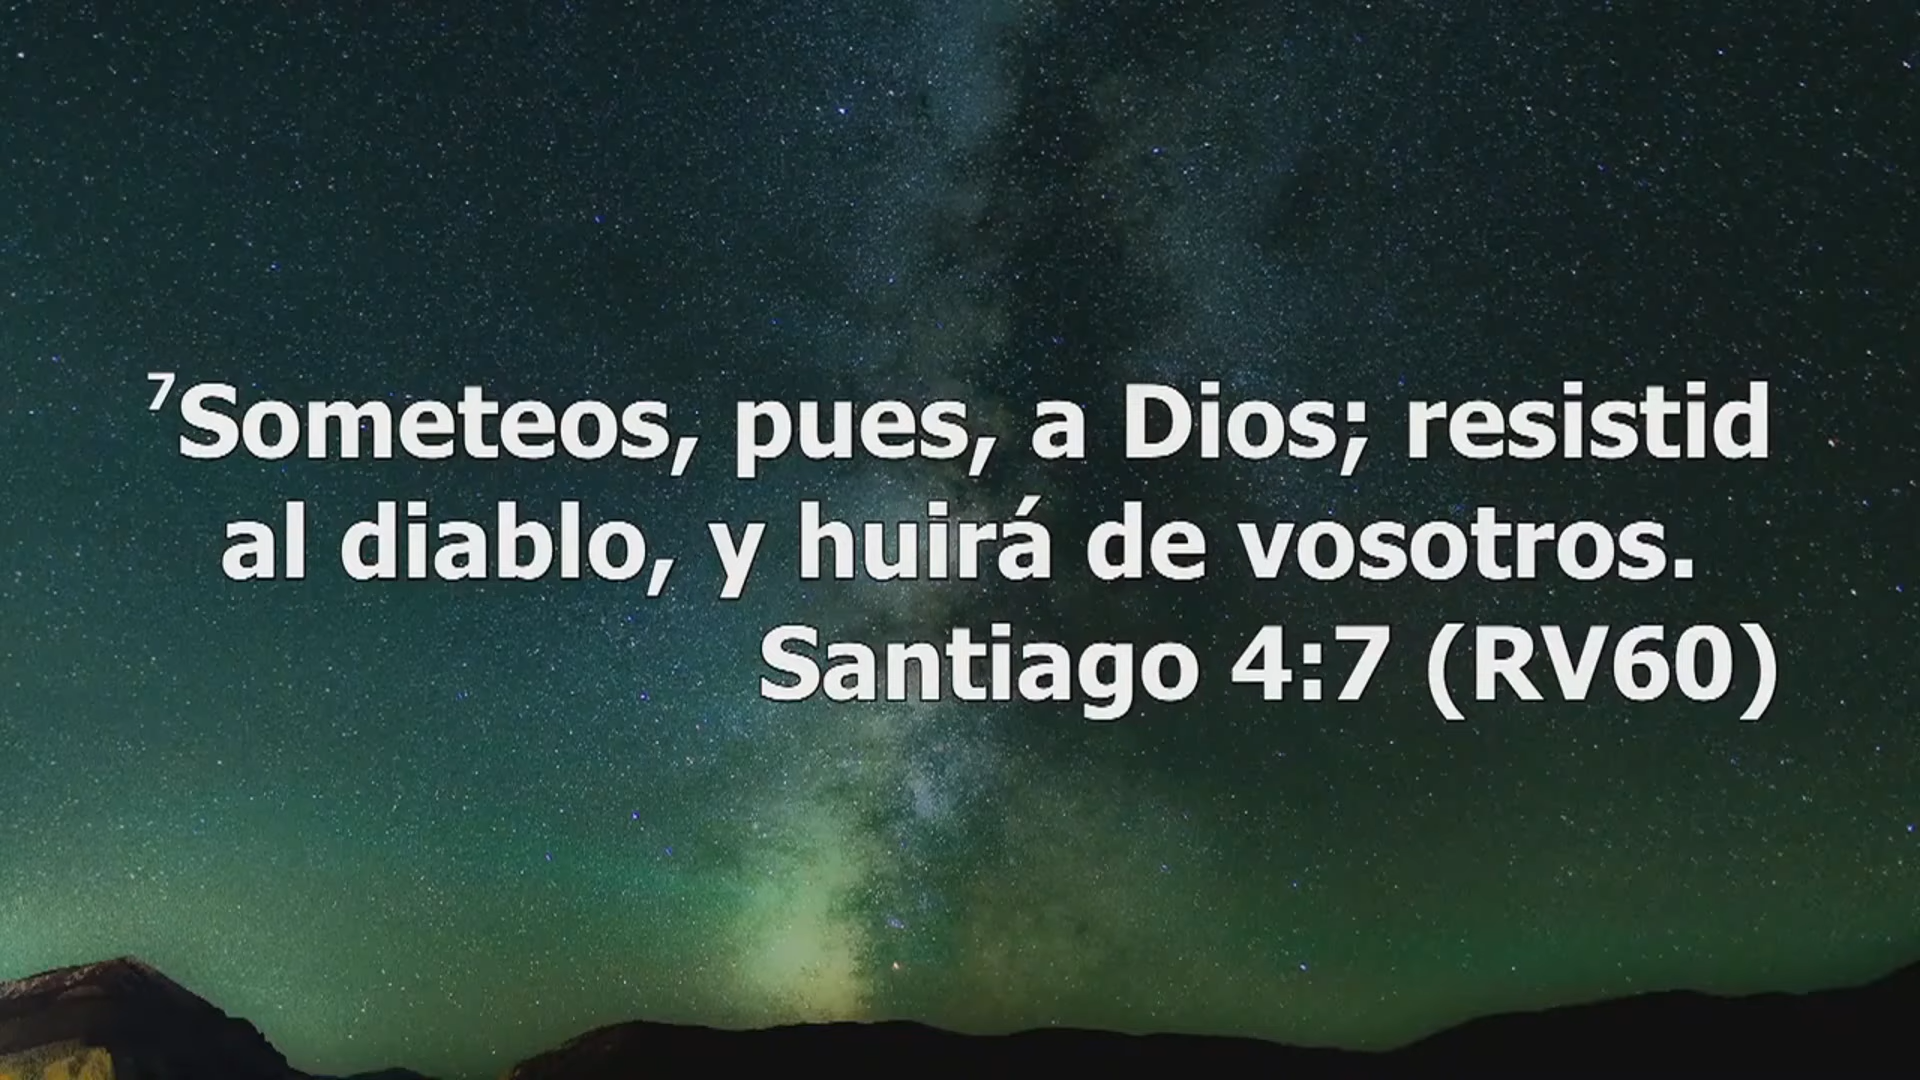 ⁷Someteos, pues, a Dios; resistid
al diablo, y huirá de vosotros.
Santiago 4:7 (RV60)